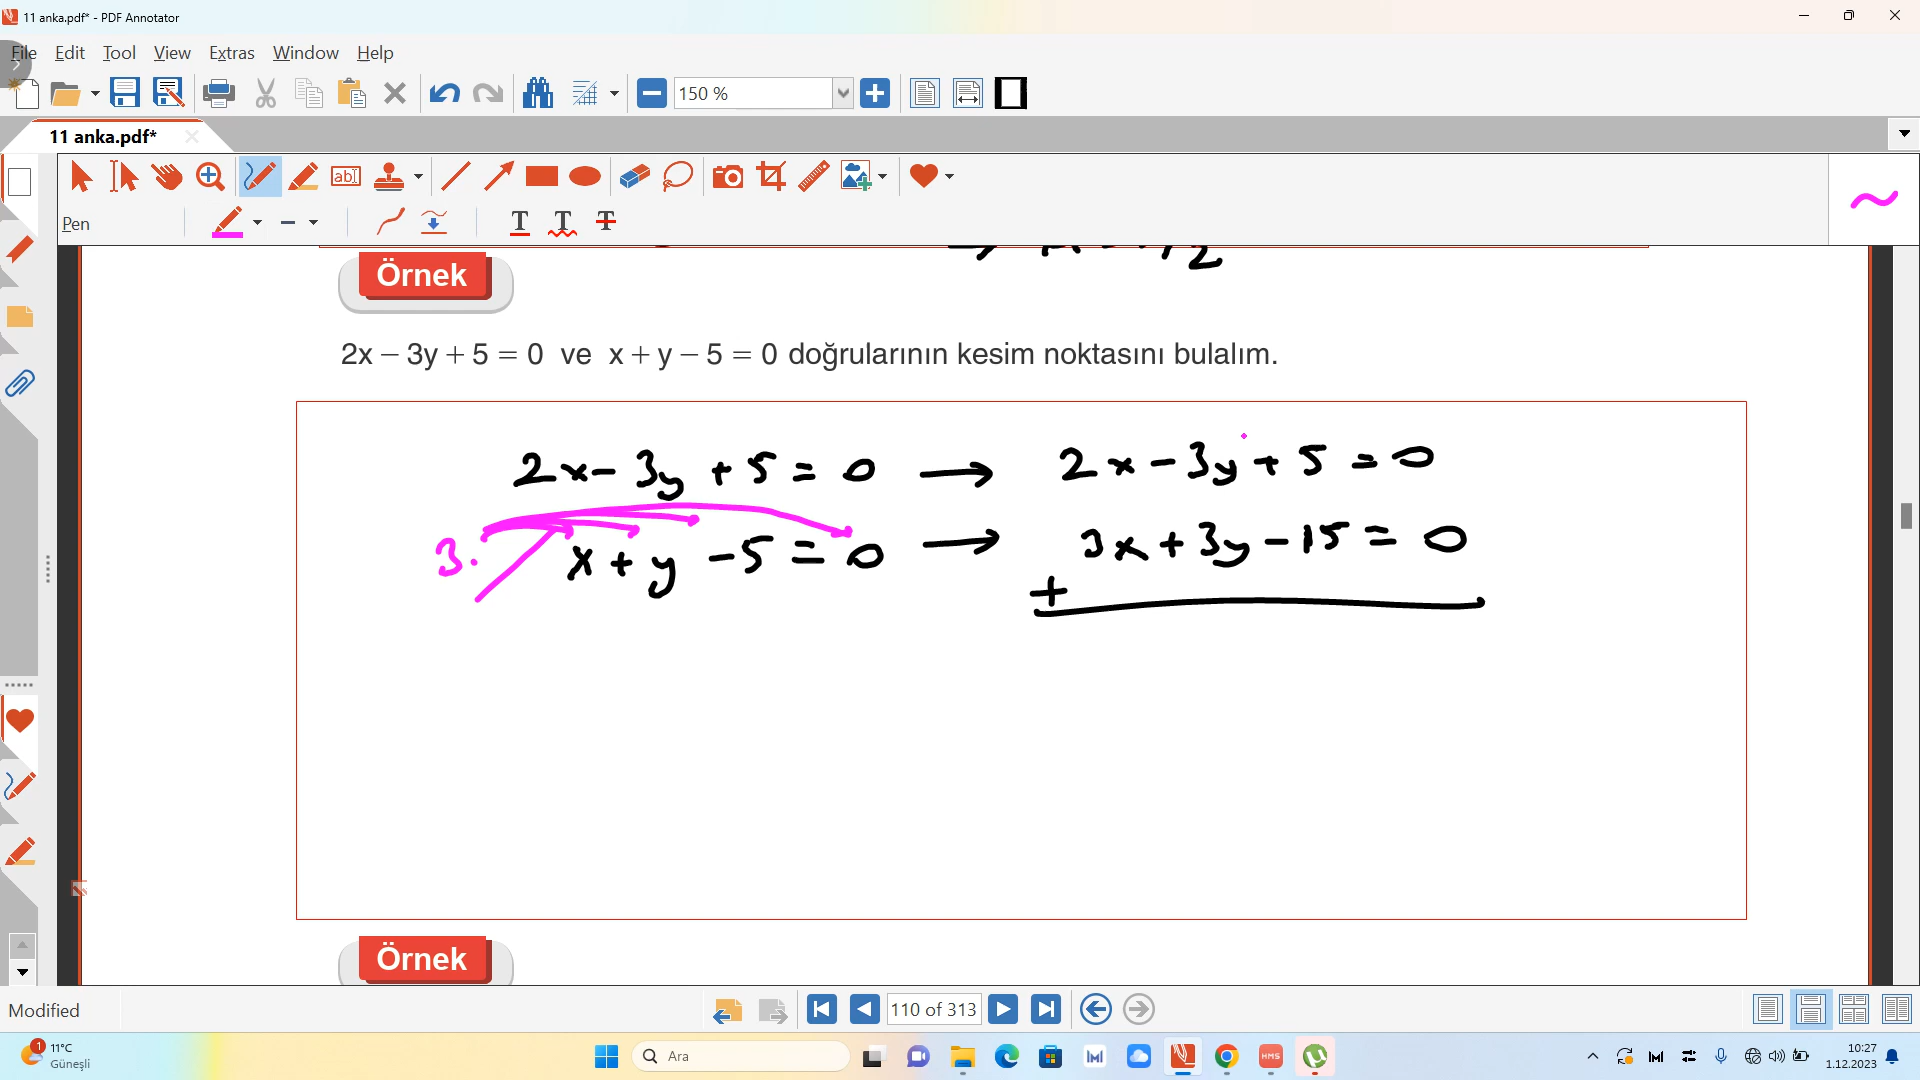 11 anka.pdf* - PDF Annotator
File Edit Tool View Extras Window Help
150 %
11 anka.pdf*
Pen
Örnek
2x − 3y + 5 = 0 ve x + y − 5 = 0 doğrularının kesim noktasını bulalım.
2x - 3y + 5 = 0 → 2x - 3y + 5 = 0
3. x + y - 5 = 0 → 3x + 3y - 15 = 0
+
Örnek
Modified
110 of 313
1
11°C
Güneşli
Ara
HMS
10:27
1.12.2023